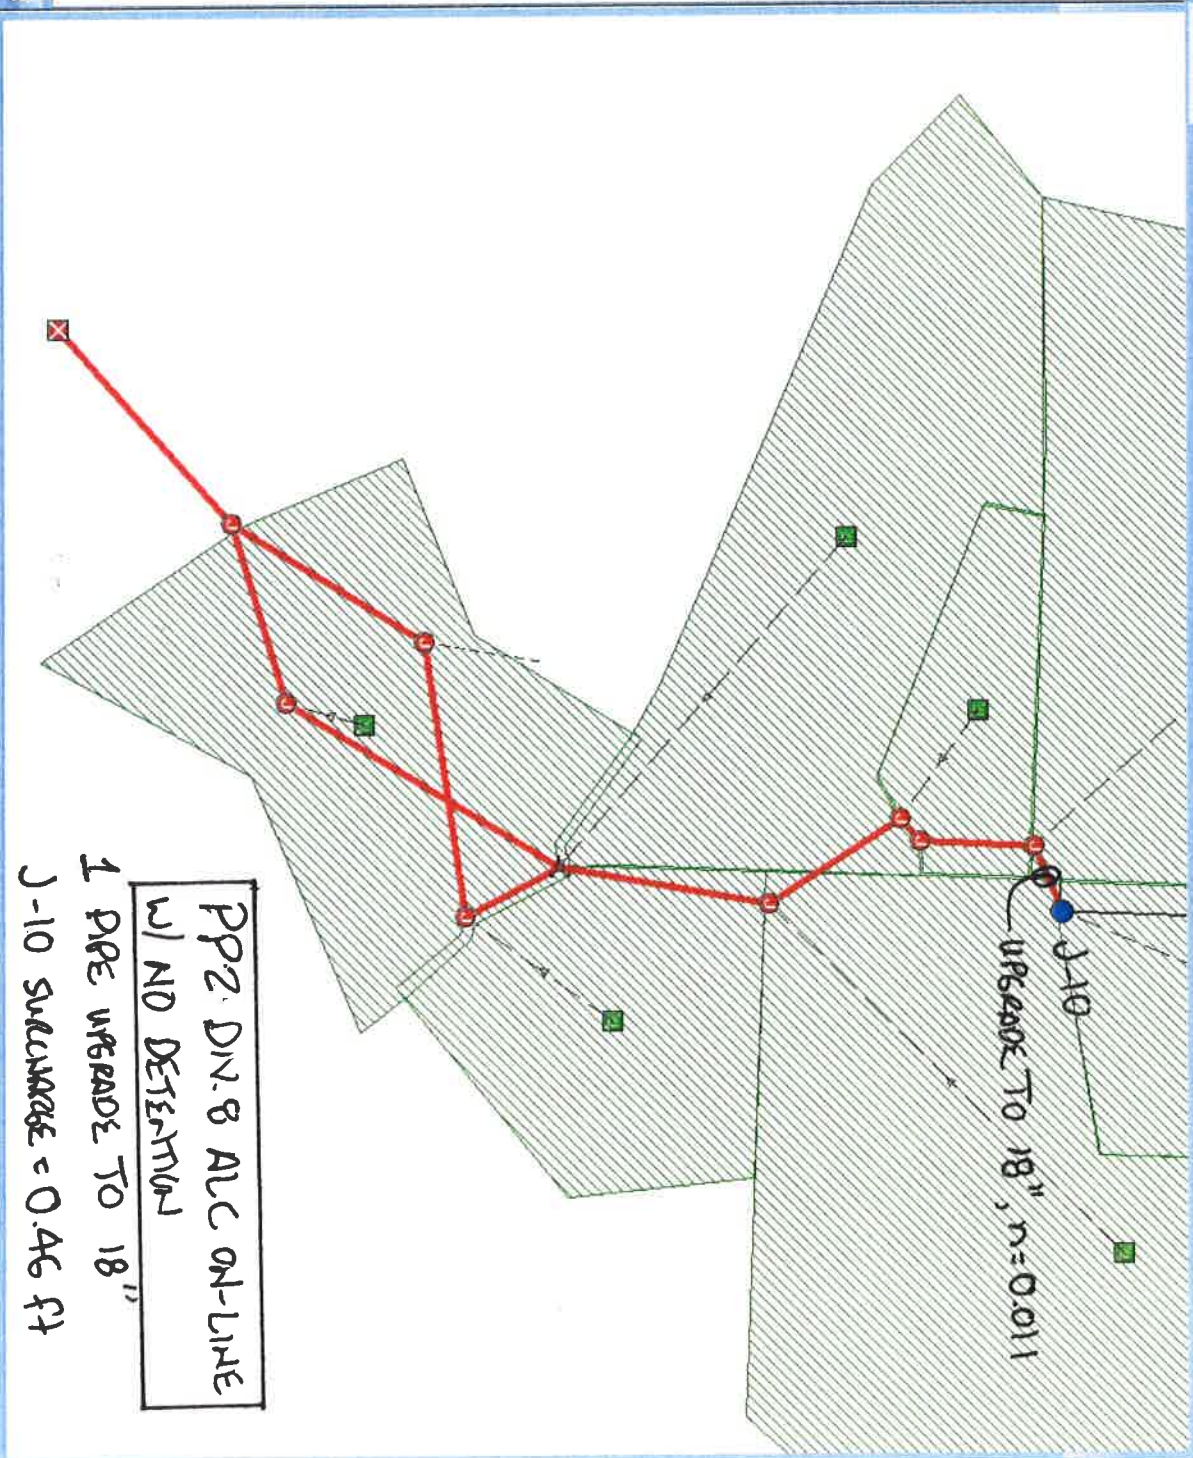 J-10
UPGRADE TO 18", n=0.011
PP2 DIV. 8 ALC ON-LINE
W/ NO DETENTION
1 PIPE UPGRADE TO 18"
J-10 SURCHARGE = 0.46 ft